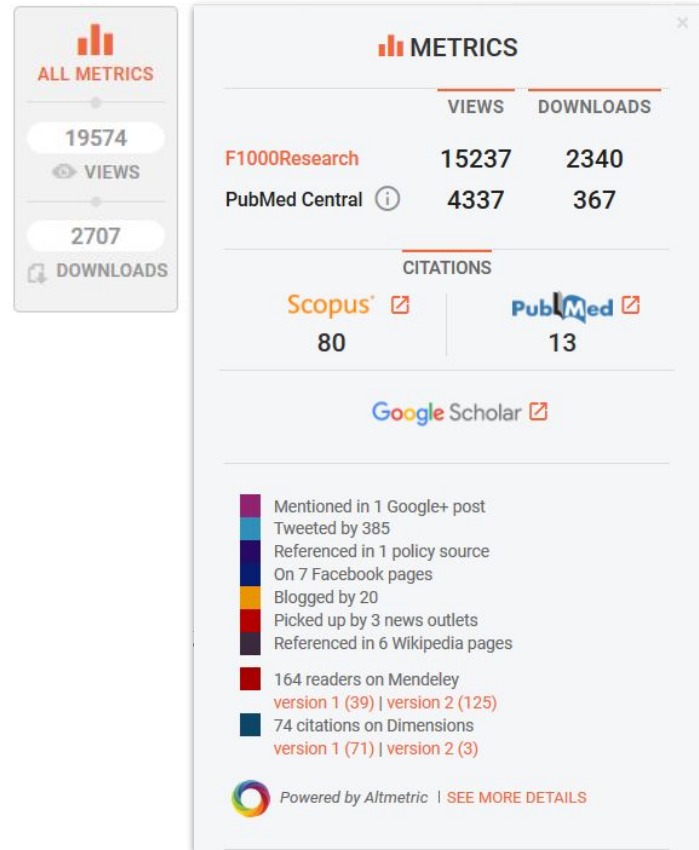 ALL METRICS
19574
VIEWS
2707
DOWNLOADS
METRICS
VIEWS DOWNLOADS
F1000Research 15237 2340
PubMed Central 4337 367
CITATIONS
Scopus PubMed
80 13
Google Scholar
Mentioned in 1 Google+ post
Tweeted by 385
Referenced in 1 policy source
On 7 Facebook pages
Blogged by 20
Picked up by 3 news outlets
Referenced in 6 Wikipedia pages
164 readers on Mendeley
version 1 (39) | version 2 (125)
74 citations on Dimensions
version 1 (71) | version 2 (3)
Powered by Altmetric | SEE MORE DETAILS